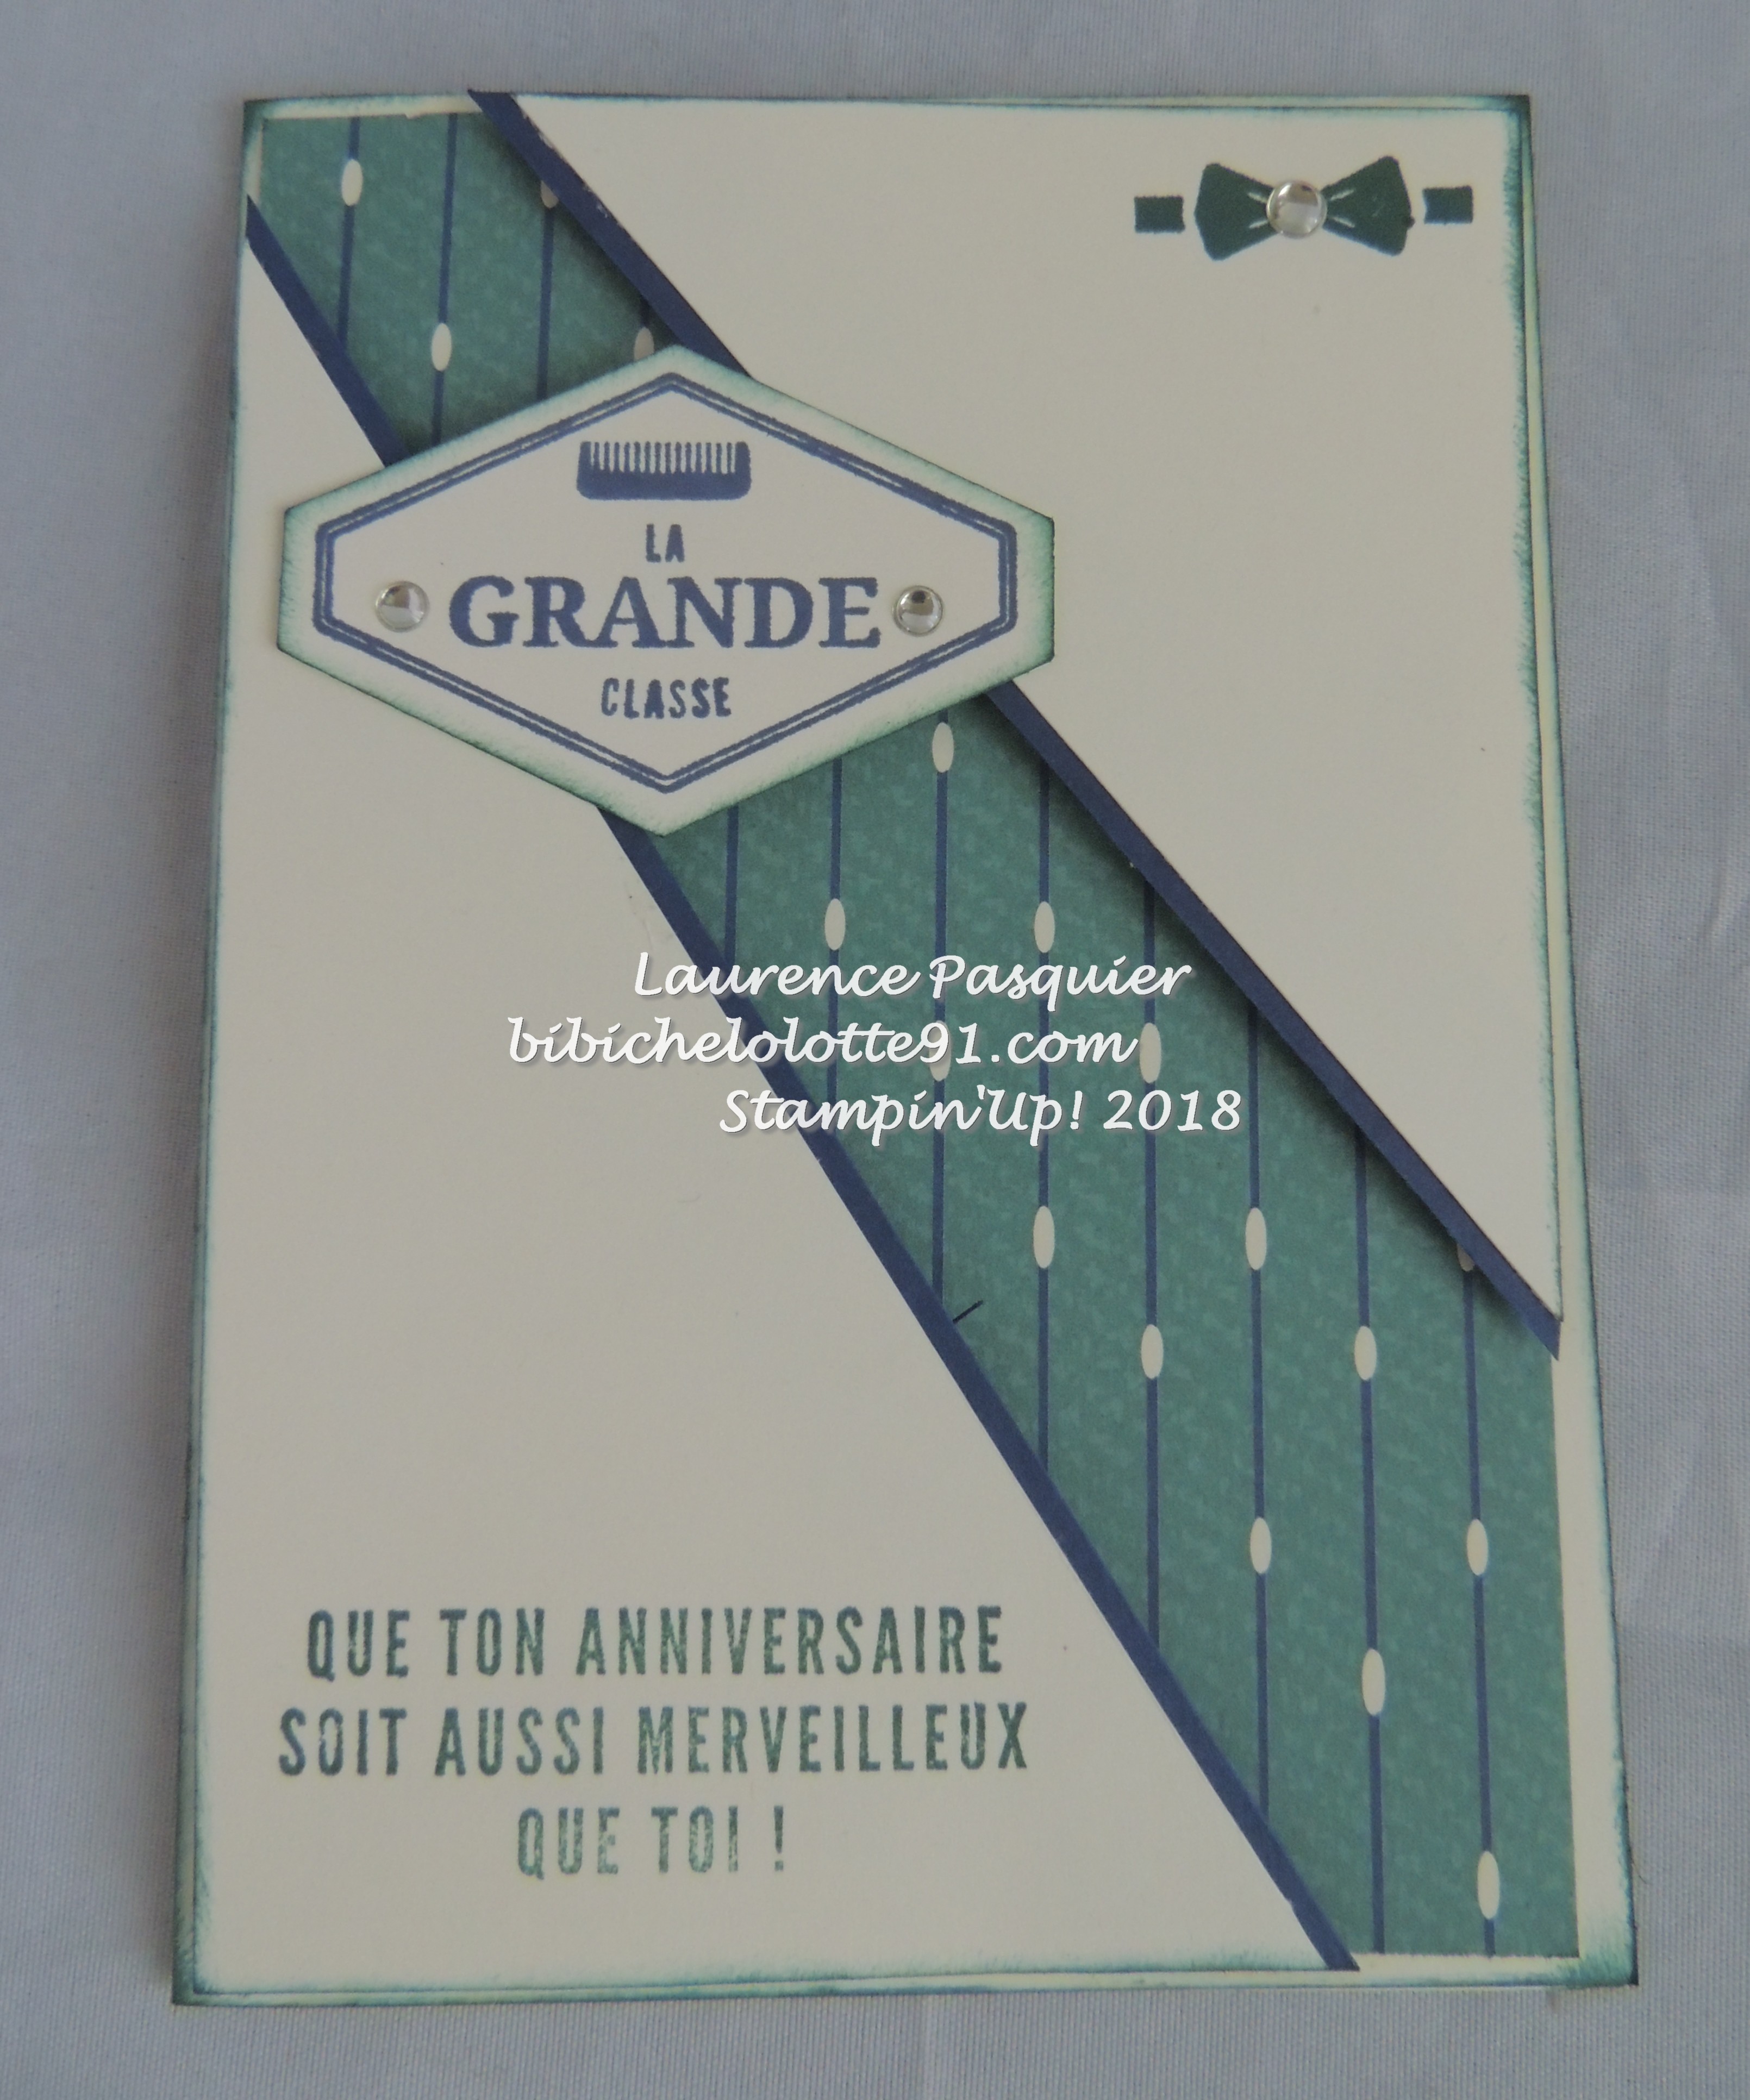 LA
GRANDE
CLASSE
Laurence Pasquier
bibichelolotte91.com
Stampin'Up! 2018
QUE TON ANNIVERSAIRE
SOIT AUSSI MERVEILLEUX
QUE TOI !